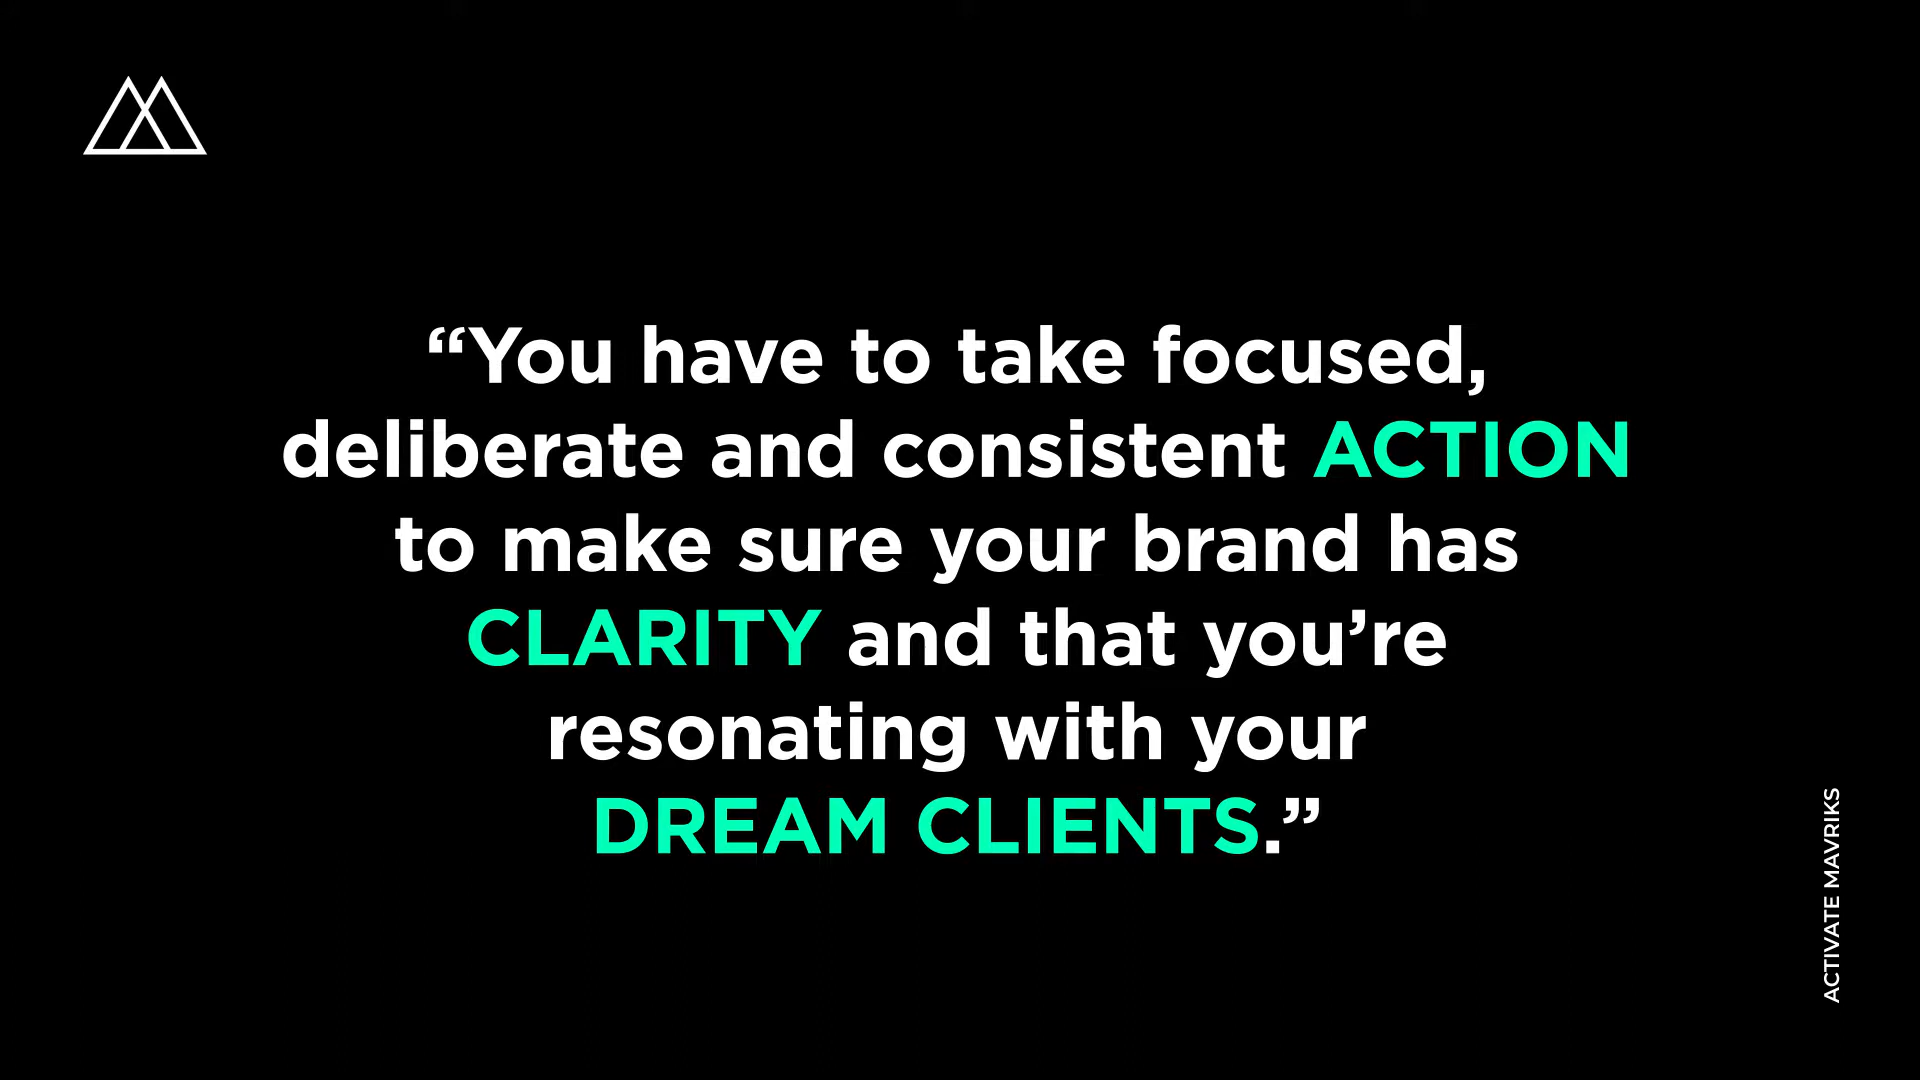 “You have to take focused,
deliberate and consistent ACTION
to make sure your brand has
CLARITY and that you’re
resonating with your
DREAM CLIENTS.”
ACTIVATE MAVRIKS